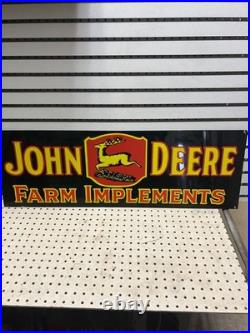 JOHN DEERE
FARM IMPLEMENTS